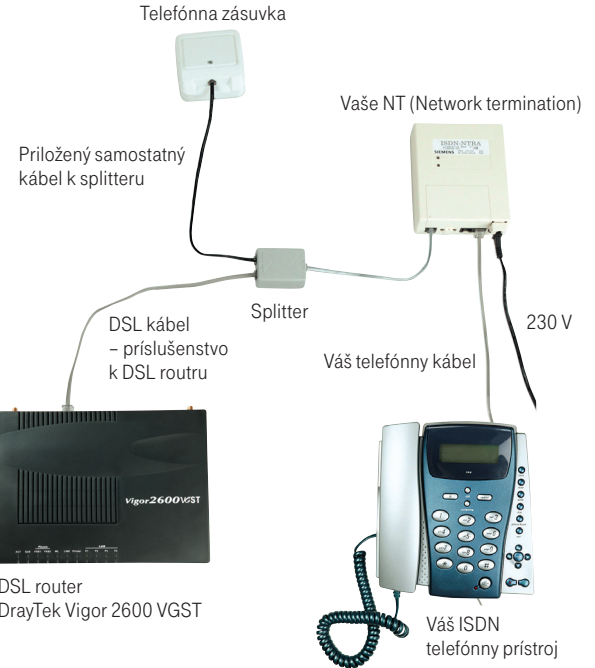 Telefónna zásuvka
Vaše NT (Network termination)
ISDN-NTBA
SIEMENS
Priložený samostatný
kábel k splitteru
Splitter
DSL kábel
– príslušenstvo
k DSL routru
230 V
Váš telefónny kábel
Vigor2600VGST
DSL router
DrayTek Vigor 2600 VGST
Váš ISDN
telefónny prístroj